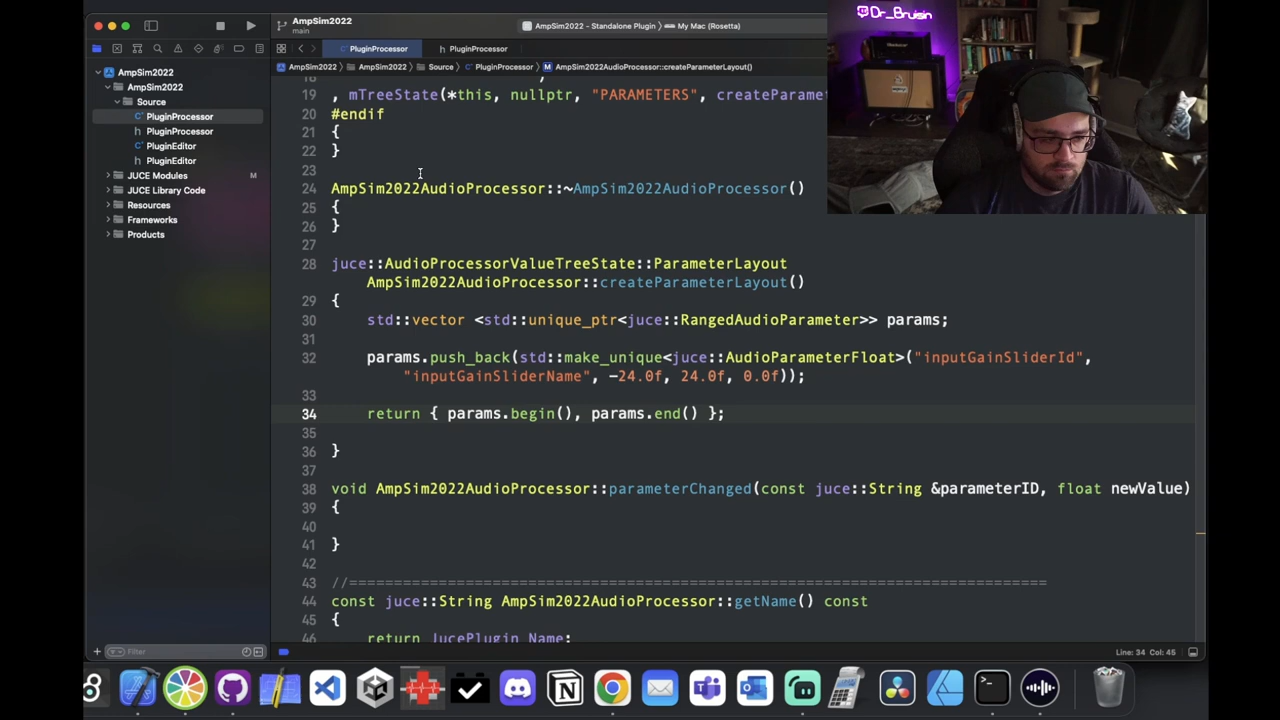 AmpSim2022
main
AmpSim2022 - Standalone Plugin
My Mac (Rosetta)
Dr_Bruisin
PluginProcessor
PluginProcessor
AmpSim2022
AmpSim2022
Source
PluginProcessor
AmpSim2022AudioProcessor::createParameterLayout()
AmpSim2022
AmpSim2022
Source
PluginProcessor
PluginProcessor
PluginEditor
PluginEditor
JUCE Modules M
JUCE Library Code
Resources
Frameworks
Products
19 , mTreeState(*this, nullptr, "PARAMETERS", createParame
20 #endif
21 {
22 }
23
24 AmpSim2022AudioProcessor::~AmpSim2022AudioProcessor()
25 {
26 }
27
28 juce::AudioProcessorValueTreeState::ParameterLayout
AmpSim2022AudioProcessor::createParameterLayout()
29 {
30 std::vector <std::unique_ptr<juce::RangedAudioParameter>> params;
31
32 params.push_back(std::make_unique<juce::AudioParameterFloat>("inputGainSliderId",
"inputGainSliderName", -24.0f, 24.0f, 0.0f));
33
34 return { params.begin(), params.end() };
35
36 }
37
38 void AmpSim2022AudioProcessor::parameterChanged(const juce::String &parameterID, float newValue)
39 {
40
41 }
42
43 //==============================================================================
44 const juce::String AmpSim2022AudioProcessor::getName() const
45 {
46 return JucePlugin_Name;
Filter
Line: 34 Col: 45